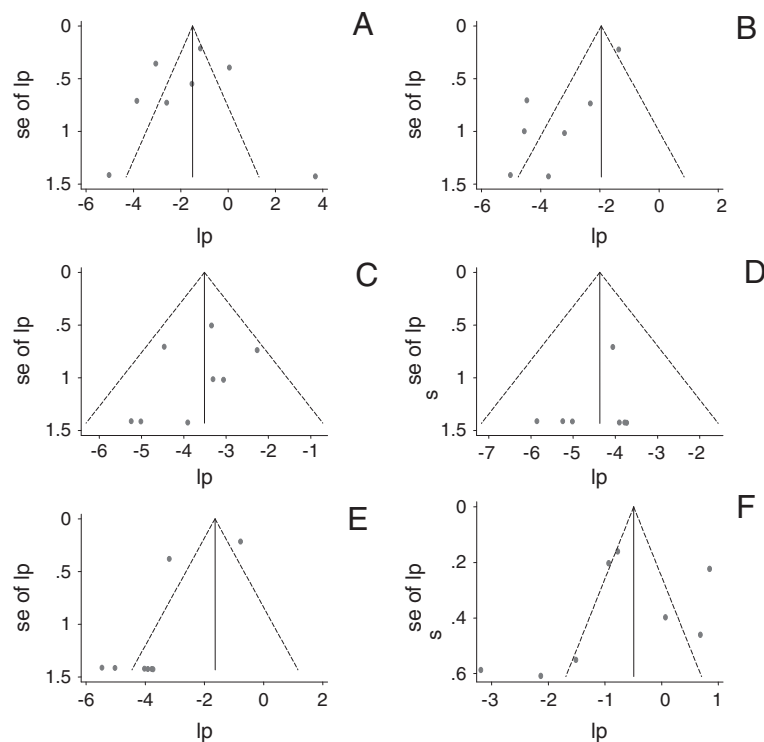 A
0
.5
1
1.5
se of lp
-6 -4 -2 0 2 4
lp
B
0
.5
1
1.5
se of lp
-6 -4 -2 0 2
lp
C
0
.5
1
1.5
se of lp
-6 -5 -4 -3 -2 -1
lp
D
0
.5
1
1.5
se of lp
s
-7 -6 -5 -4 -3 -2
lp
E
0
.5
1
1.5
se of lp
-6 -4 -2 0 2
lp
F
0
.2
.4
.6
se of lp
s
-3 -2 -1 0 1
lp